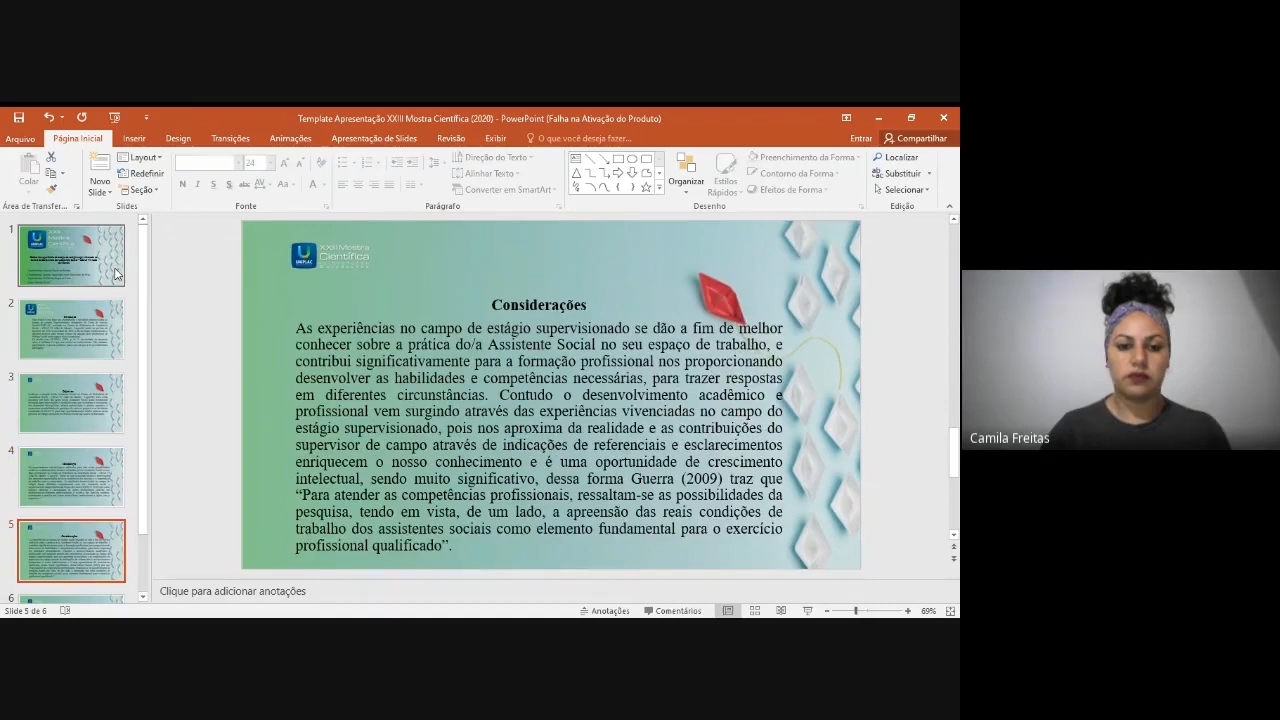 Template Apresentação XXIII Mostra Científica (2020) - PowerPoint (Falha na Ativação do Produto)
Arquivo Página Inicial Inserir Design Transições Animações Apresentação de Slides Revisão Exibir O que você deseja fazer... Entrar Compartilhar
Colar
Novo Slide
Layout
Redefinir
Seção
24
Direção do Texto
Alinhar Texto
Converter em SmartArt
Organizar
Estilos Rápidos
Preenchimento da Forma
Contorno da Forma
Efeitos de Forma
Localizar
Substituir
Selecionar
Área de Transfer... Slides Fonte Parágrafo Desenho Edição
1
2
3
4
5
6
UNIPLAC
XXIII Mostra
Científica
Considerações
As experiências no campo de estágio supervisionado se dão a fim de melhor
conhecer sobre a prática do a Assistente Social no seu espaço de trabalho, e
contribui significativamente para a formação profissional nos proporcionando
desenvolver as habilidades e competências necessárias, para trazer respostas
em diferentes circunstâncias. Contudo o desenvolvimento acadêmico e
profissional vem surgindo através das experiências vivenciadas no campo do
estágio supervisionado, pois nos aproxima da realidade e as contribuições do
supervisor de campo através de indicações de referenciais e esclarecimentos
enriquecem o nosso conhecimento, é uma oportunidade de crescimento
intelectual, sendo muito significativo dessa forma Guerra (2009) traz que
“Para atender as competências profissionais, ressaltam-se as possibilidades da
pesquisa, tendo em vista, de um lado, a apreensão das reais condições de
trabalho dos assistentes sociais como elemento fundamental para o exercício
profissional qualificado”.
Camila Freitas
Clique para adicionar anotações
Slide 5 de 6 Anotações Comentários 69%